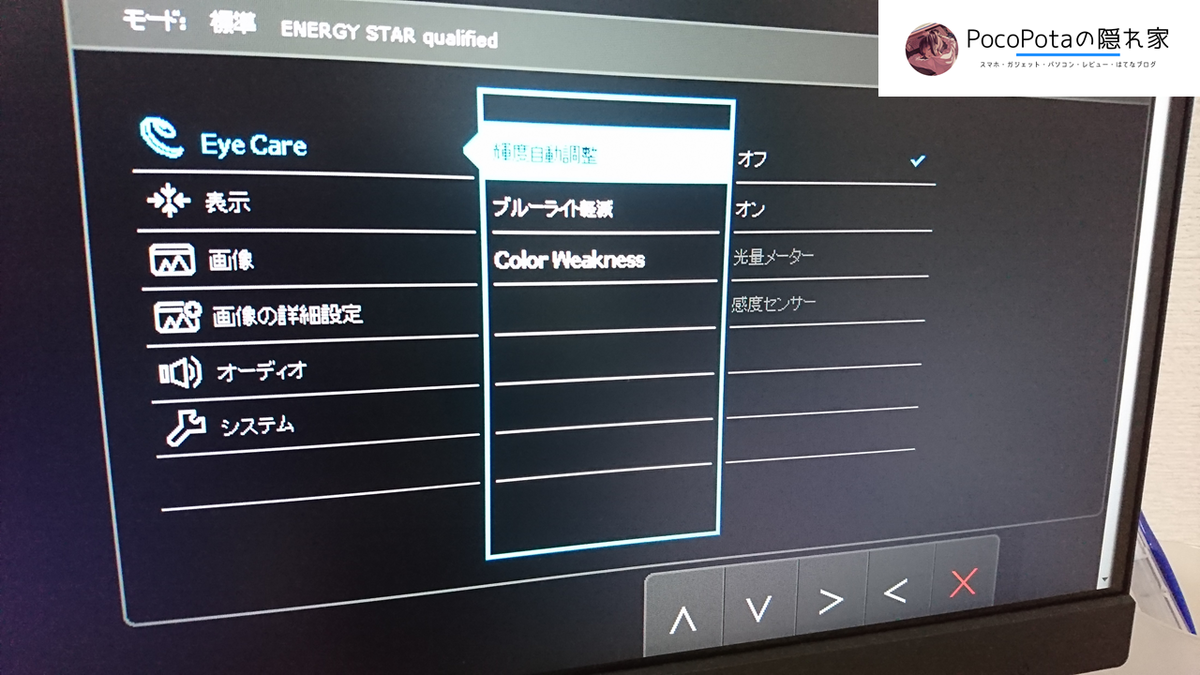 モード: 標準 ENERGY STAR qualified
PocoPotaの隠れ家
スマホ・ガジェット・パソコン・レビュー・はてなブログ
Eye Care
表示
画像
画像の詳細設定
オーディオ
システム
輝度自動調整
ブルーライト軽減
Color Weakness
オフ
オン
光量メーター
感度センサー